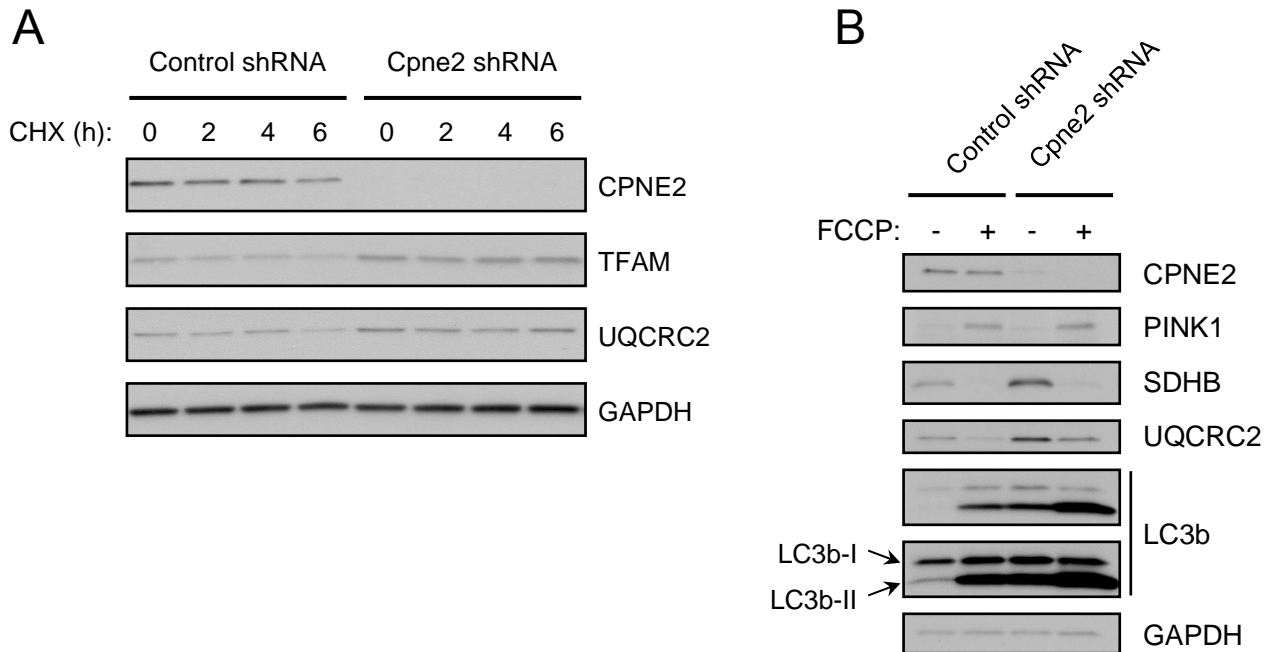 A
Control shRNA Cpne2 shRNA
CHX (h): 0 2 4 6 0 2 4 6
CPNE2
TFAM
UQCRC2
GAPDH
B
Control shRNA
Cpne2 shRNA
FCCP: - + - +
CPNE2
PINK1
SDHB
UQCRC2
LC3b
LC3b-I
LC3b-II
GAPDH